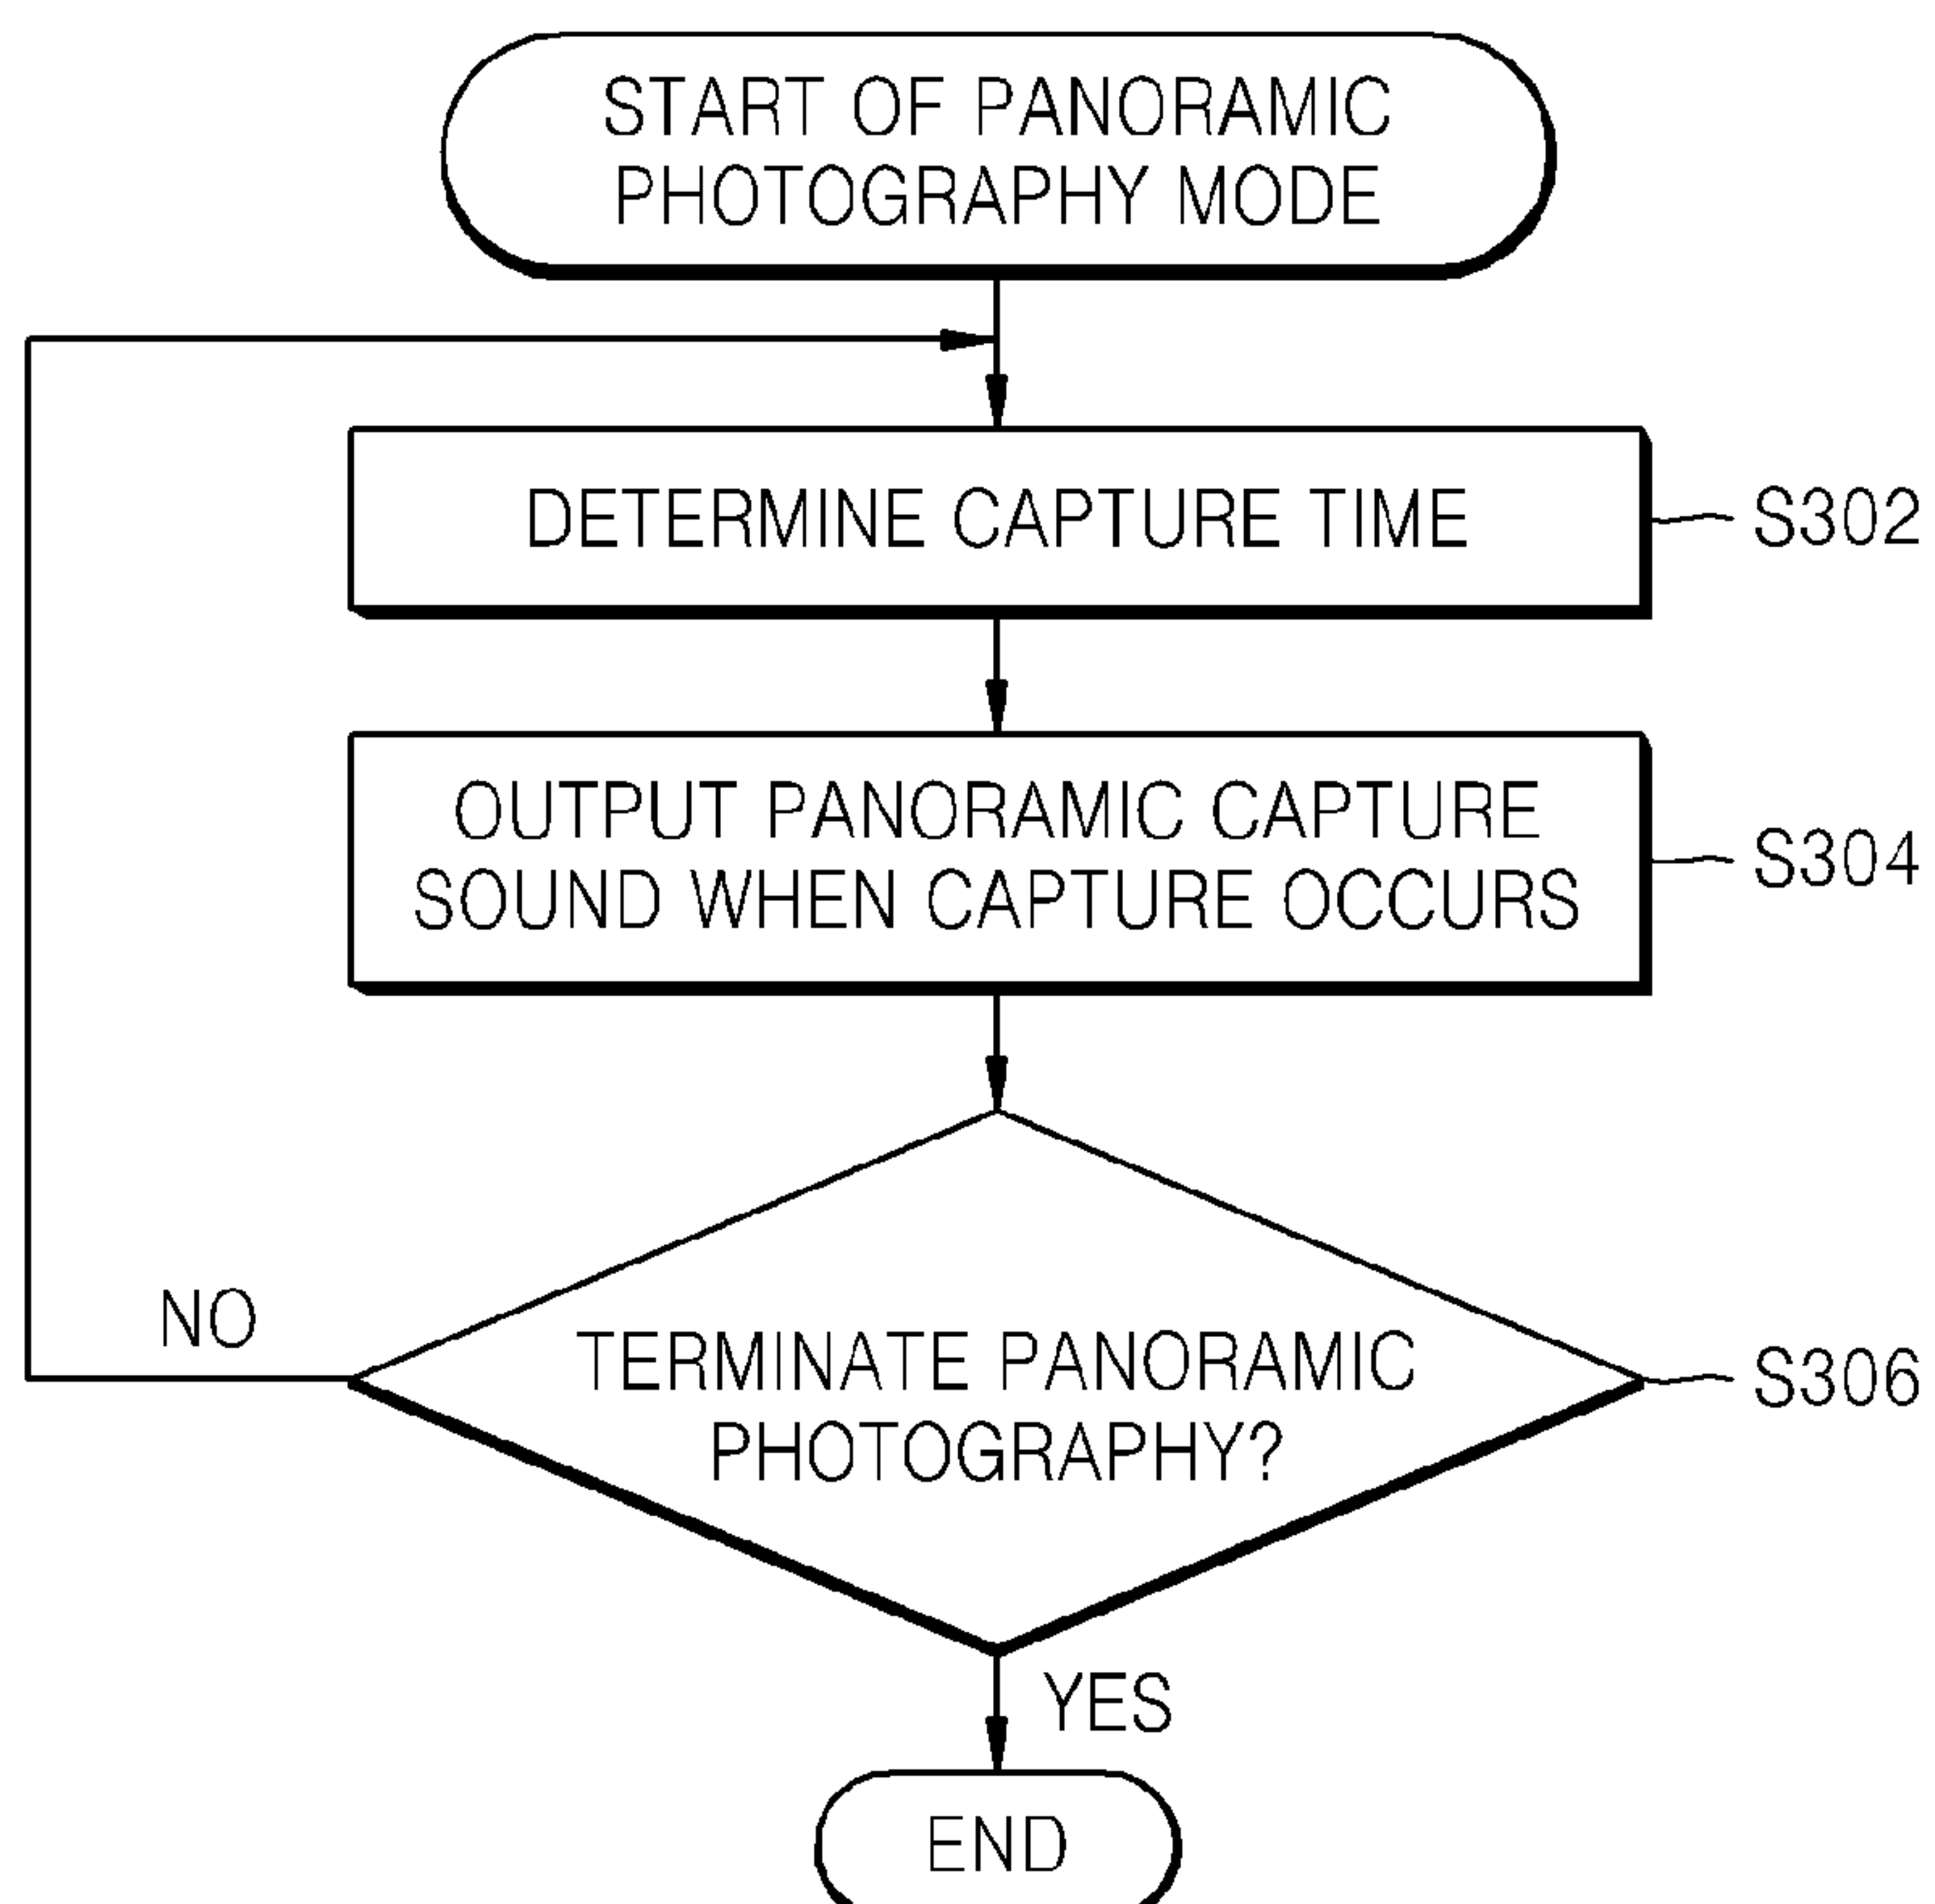 START OF PANORAMIC
PHOTOGRAPHY MODE
DETERMINE CAPTURE TIME
S302
OUTPUT PANORAMIC CAPTURE
SOUND WHEN CAPTURE OCCURS
S304
TERMINATE PANORAMIC
PHOTOGRAPHY?
S306
NO
YES
END